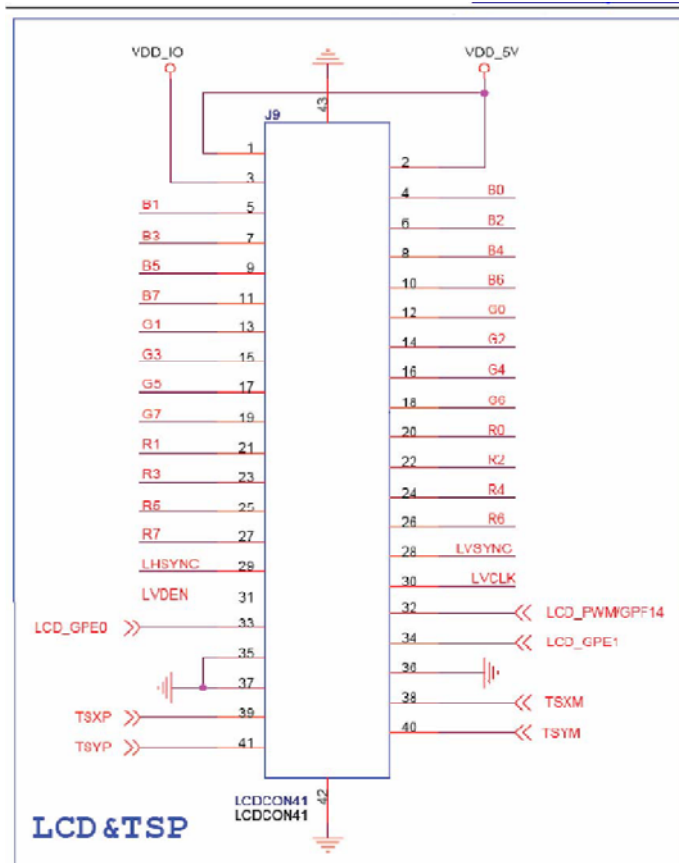 VDD_IO VDD_5V
43
J9
1
2
3
B0
4
B1
5
B2
6
B3
7
B4
8
B5
9
B6
10
B7
11
G0
12
G1
13
G2
14
G3
15
G4
16
G5
17
G6
18
G7
19
R0
20
R1
21
R2
22
R3
23
R4
24
R5
25
R6
26
R7
27
LVSYNC
28
LHSYNC
29
LVCLK
30
LVDEN 31
32 LCD_PWM/GPF14
LCD_GPE0 33
34 LCD_GPE1
35
36
37
38 TSXM
TSXP 39
40 TSYM
TSYP 41
42
LCDCON41
LCDCON41
LCD&TSP